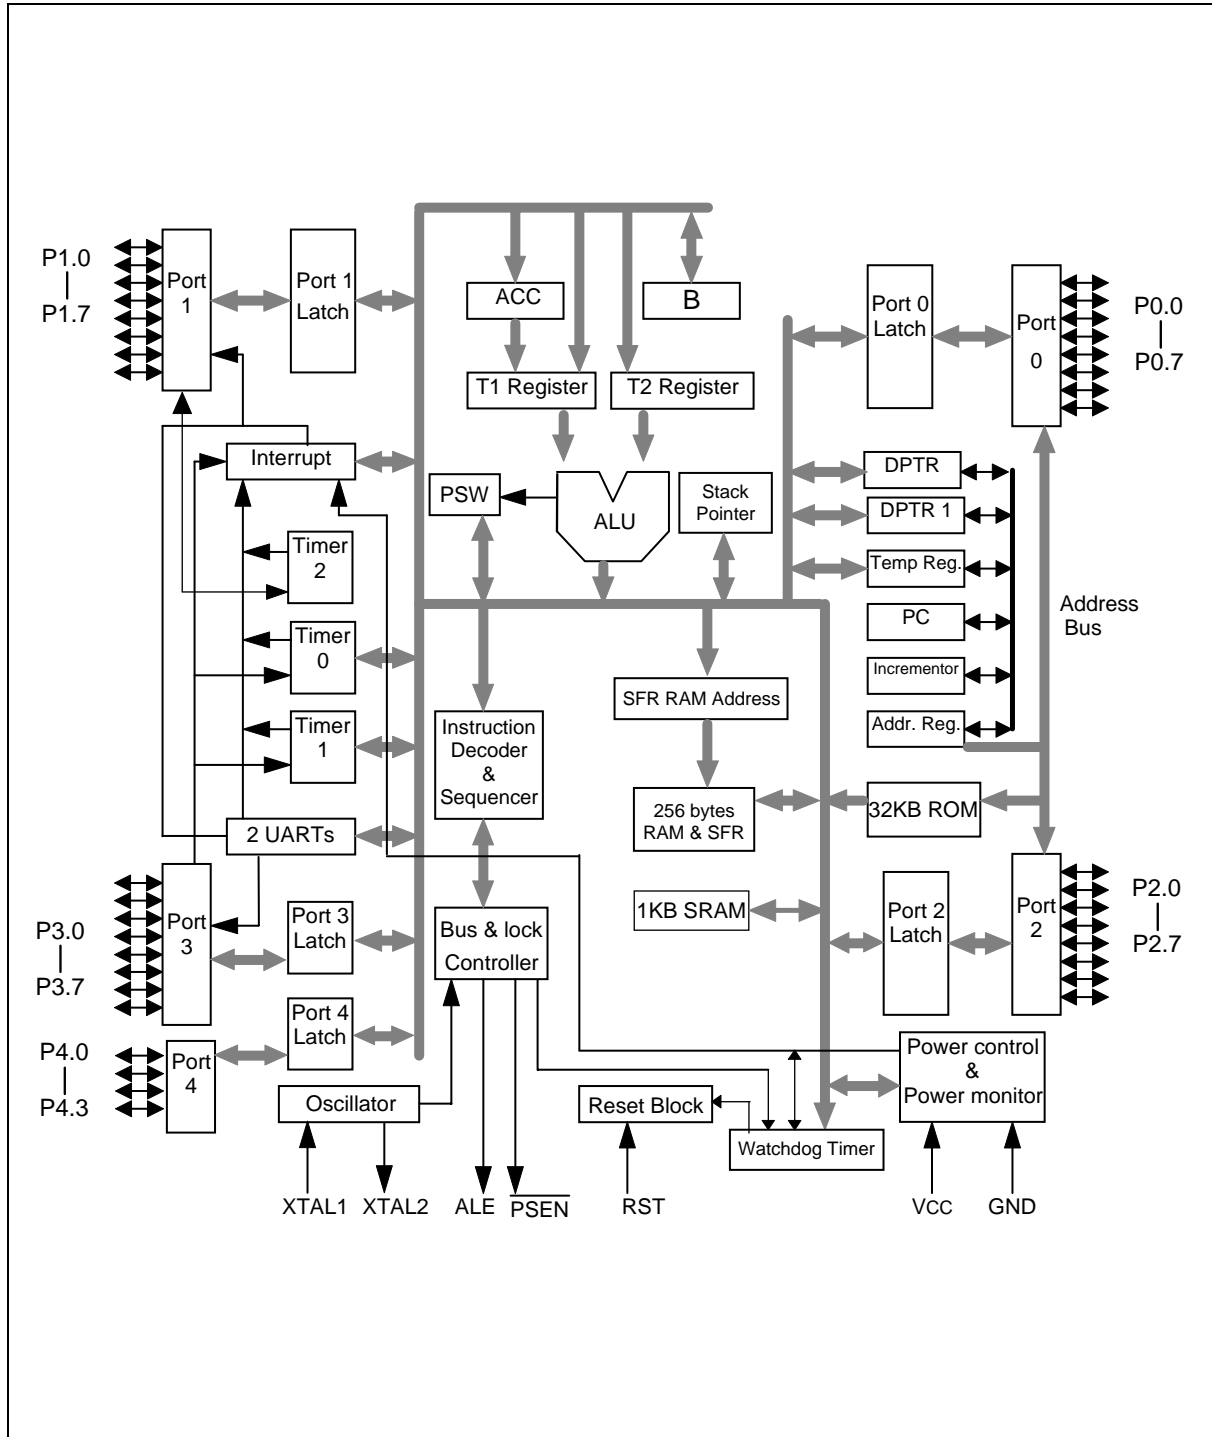 P1.0
P1.7
Port
1
Port 1
Latch
ACC
B
T1 Register
T2 Register
Port 0
Latch
Port
0
P0.0
P0.7
Interrupt
PSW
ALU
Stack
Pointer
DPTR
DPTR 1
Temp Reg.
PC
Incrementor
Addr. Reg.
Address
Bus
Timer
2
Timer
0
Timer
1
2 UARTs
Instruction
Decoder
&
Sequencer
SFR RAM Address
256 bytes
RAM & SFR
32KB ROM
1KB SRAM
P3.0
P3.7
Port
3
Port 3
Latch
Bus & lock
Controller
Port 2
Latch
Port
2
P2.0
P2.7
P4.0
P4.3
Port
4
Port 4
Latch
Oscillator
Reset Block
Watchdog Timer
Power control
&
Power monitor
XTAL1
XTAL2
ALE
PSEN
RST
VCC
GND